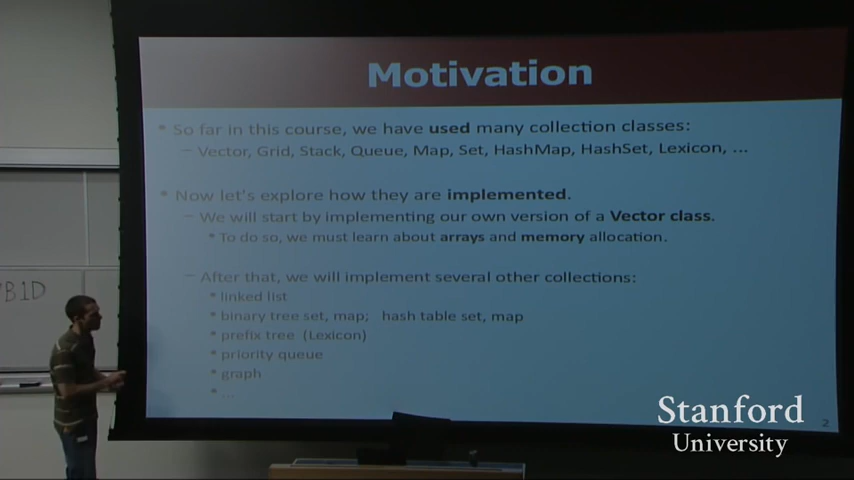 Motivation
* So far in this course, we have used many collection classes:
– Vector, Grid, Stack, Queue, Map, Set, HashMap, HashSet, Lexicon, ...
* Now let's explore how they are implemented.
– We will start by implementing our own version of a Vector class.
* To do so, we must learn about arrays and memory allocation.
– After that, we will implement several other collections:
* linked list
* binary tree set, map; hash table set, map
* prefix tree (Lexicon)
* priority queue
* graph
* ...
B1D
Stanford
University
2